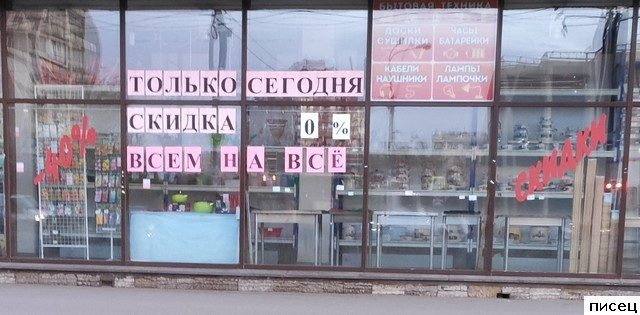 БЫТОВАЯ ТЕХНИКА
ДОСКИ
СУШИЛКИ
ЧАСЫ
БАТАРЕЙКИ
КАБЕЛИ
НАУШНИКИ
ЛАМПЫ
ЛАМПОЧКИ
ТОЛЬКО СЕГОДНЯ
СКИДКА 0 %
ВСЕМ НА ВСЁ
-40%
СКИДКИ
писец